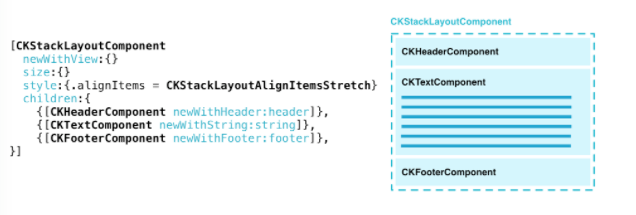 [CKStackLayoutComponent
  newWithView:{}
  size:{}
  style:{.alignItems = CKStackLayoutAlignItemsStretch}
  children:{
    {[CKHeaderComponent newWithHeader:header]},
    {[CKTextComponent newWithString:string]},
    {[CKFooterComponent newWithFooter:footer]},
}]
CKStackLayoutComponent
CKHeaderComponent
CKTextComponent
CKFooterComponent